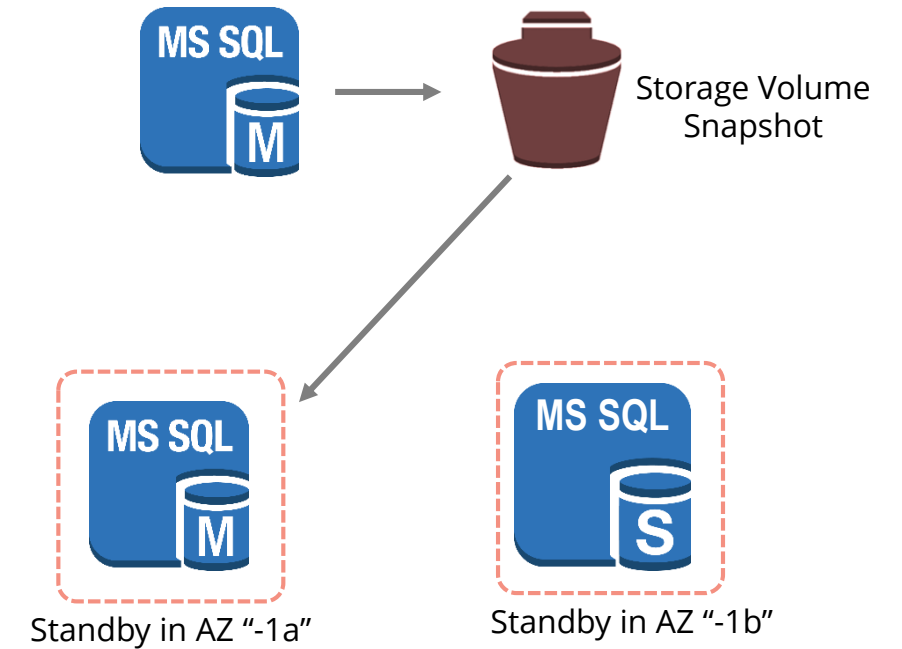 MS SQL
M
Storage Volume
Snapshot
MS SQL
M
Standby in AZ “-1a”
MS SQL
S
Standby in AZ “-1b”